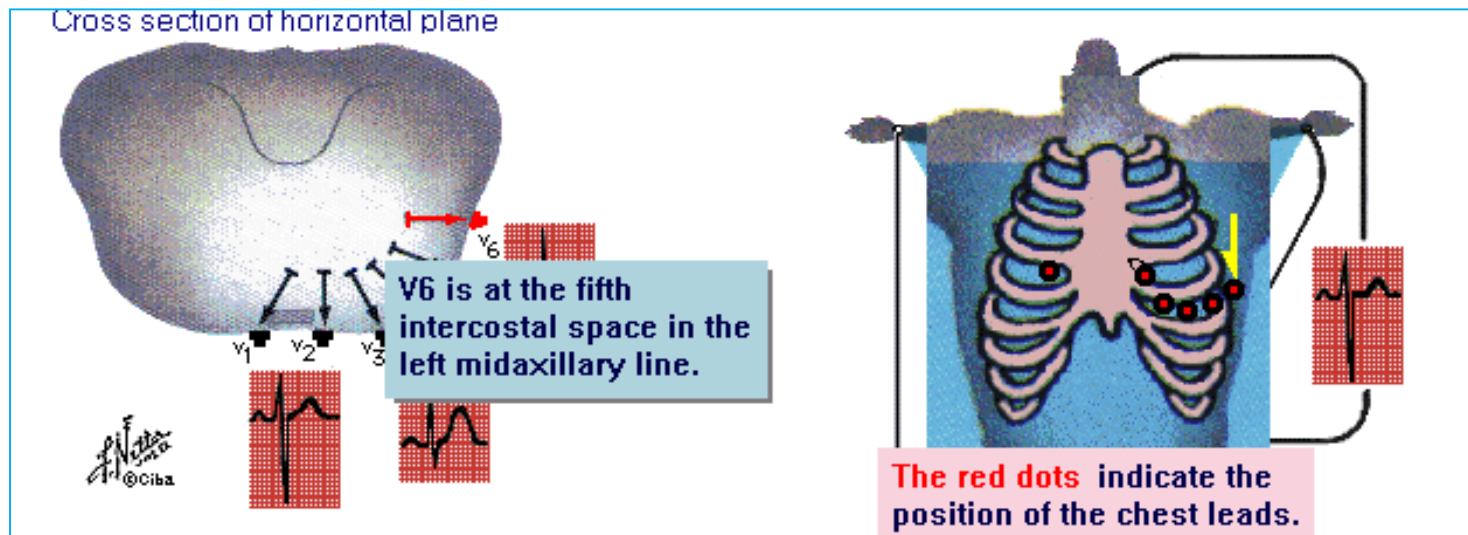 Cross section of horizontal plane
V6
V6 is at the fifth
intercostal space in the
left midaxillary line.
V1
V2
V3
F. Netter
M.D.
©Ciba
The red dots indicate the
position of the chest leads.